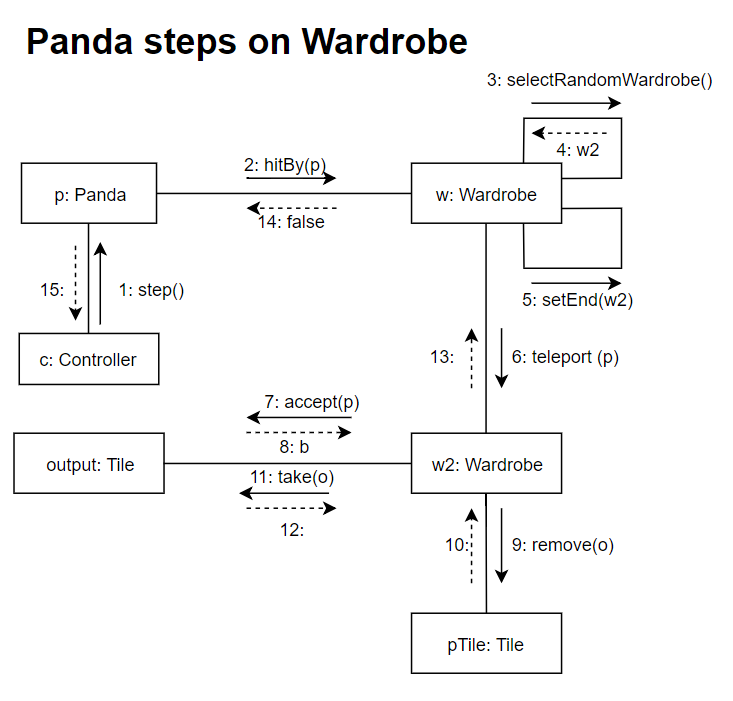 Panda steps on Wardrobe
3: selectRandomWardrobe()
4: w2
2: hitBy(p)
p: Panda
w: Wardrobe
14: false
15:
1: step()
5: setEnd(w2)
c: Controller
13:
6: teleport (p)
7: accept(p)
8: b
output: Tile
w2: Wardrobe
11: take(o)
12:
10:
9: remove(o)
pTile: Tile